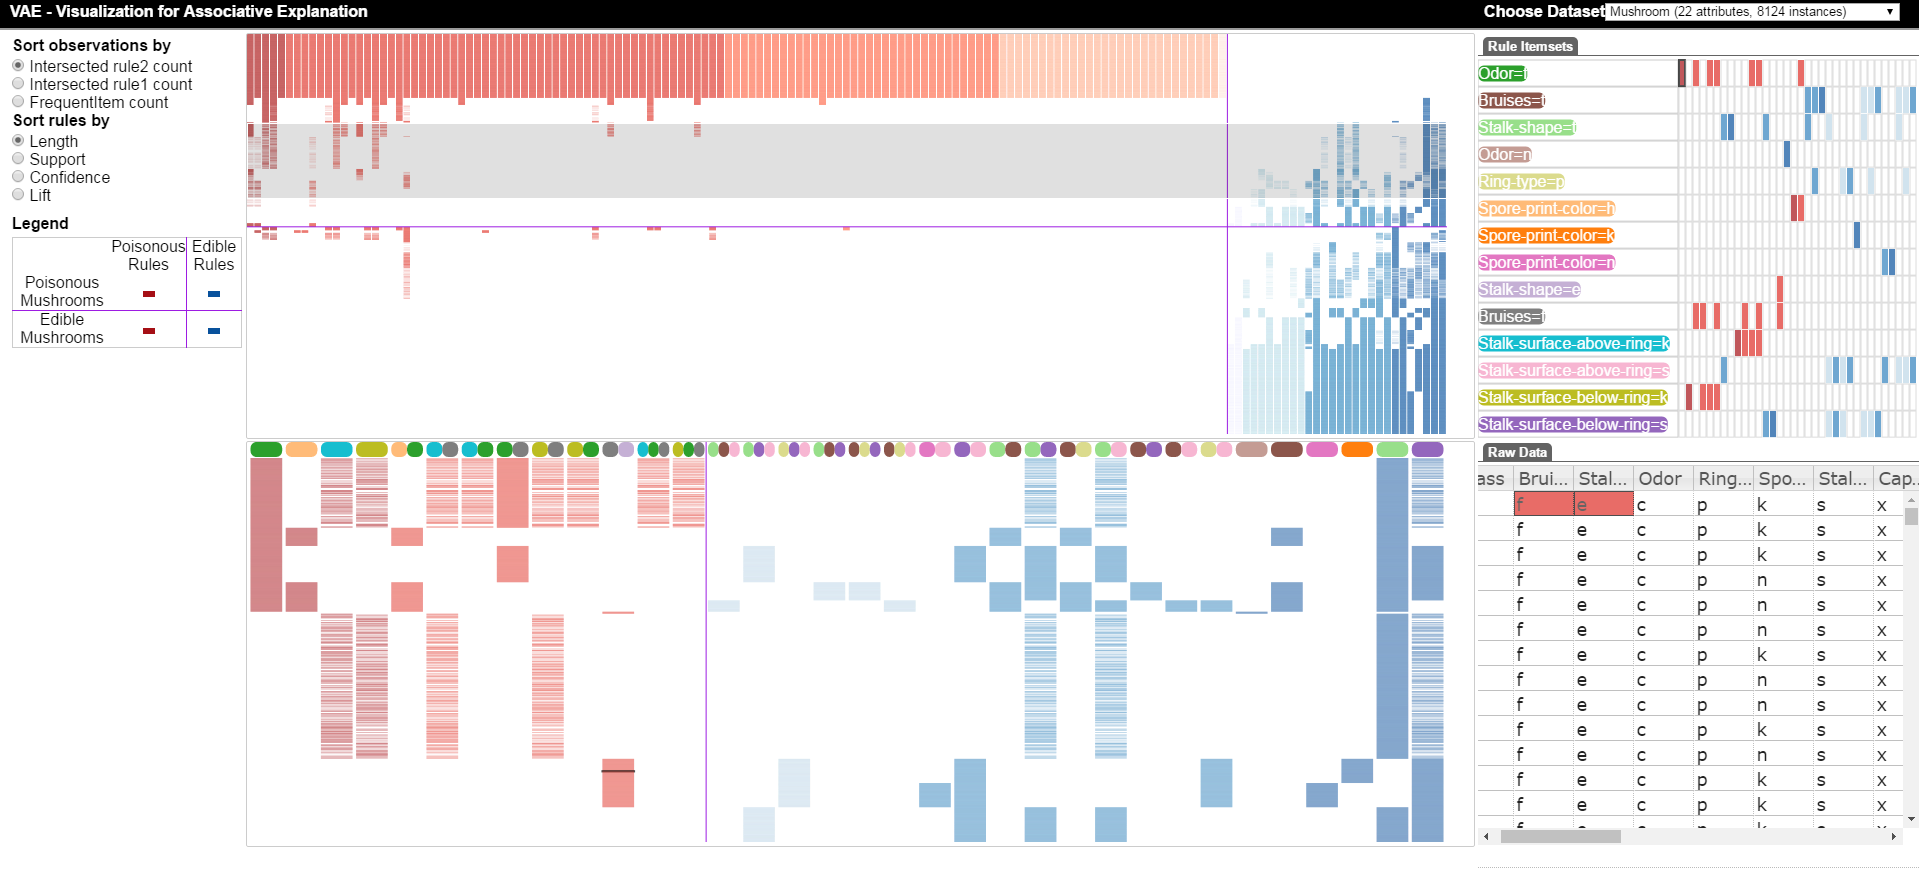 VAE - Visualization for Associative Explanation
Choose Dataset Mushroom (22 attributes, 8124 instances)
Sort observations by
Intersected rule2 count
Intersected rule1 count
FrequentItem count
Sort rules by
Length
Support
Confidence
Lift
Legend
Poisonous Rules Edible Rules
Poisonous Mushrooms
Edible Mushrooms
Rule Itemsets
Odor=f
Bruises=t
Stalk-shape=t
Odor=n
Ring-type=p
Spore-print-color=h
Spore-print-color=k
Spore-print-color=n
Stalk-shape=e
Bruises=f
Stalk-surface-above-ring=k
Stalk-surface-above-ring=s
Stalk-surface-below-ring=k
Stalk-surface-below-ring=s
Raw Data
ass Brui... Stal... Odor Ring... Spo... Stal... Cap...
f e c p k s x
f e c p k s x
f e c p k s x
f e c p n s x
f e c p n s x
f e c p n s x
f e c p k s x
f e c p n s x
f e c p n s x
f e c p k s x
f e c p n s x
f e c p k s x
f e c p k s x